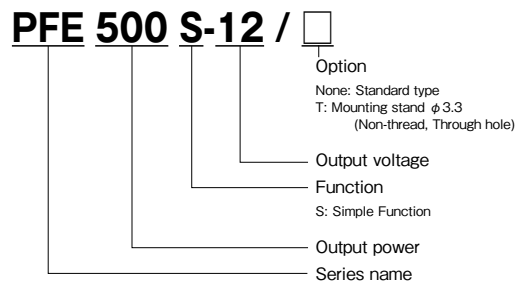 PFE 500 S-12 / □
Option
None: Standard type
T: Mounting stand φ3.3
(Non-thread, Through hole)
Output voltage
Function
S: Simple Function
Output power
Series name